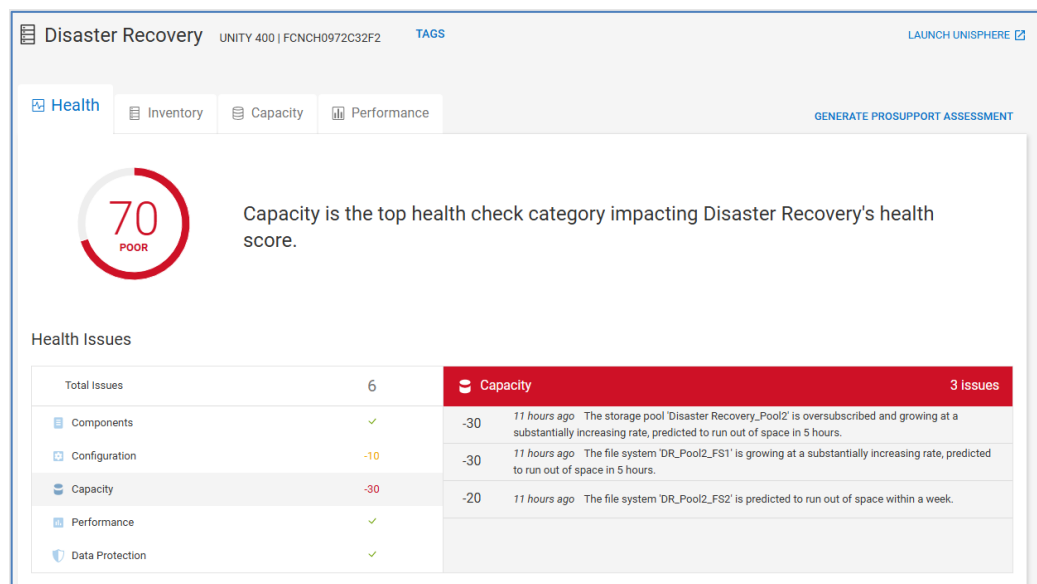 Disaster Recovery UNITY 400 | FCNCH0972C32F2 TAGS LAUNCH UNISPHERE
Health Inventory Capacity Performance GENERATE PROSUPPORT ASSESSMENT
70
POOR
Capacity is the top health check category impacting Disaster Recovery's health
score.
Health Issues
Total Issues 6
Components
Configuration -10
Capacity -30
Performance
Data Protection
Capacity 3 issues
-30 11 hours ago The storage pool 'Disaster Recovery_Pool2' is oversubscribed and growing at a
substantially increasing rate, predicted to run out of space in 5 hours.
-30 11 hours ago The file system 'DR_Pool2_FS1' is growing at a substantially increasing rate, predicted
to run out of space in 5 hours.
-20 11 hours ago The file system 'DR_Pool2_FS2' is predicted to run out of space within a week.